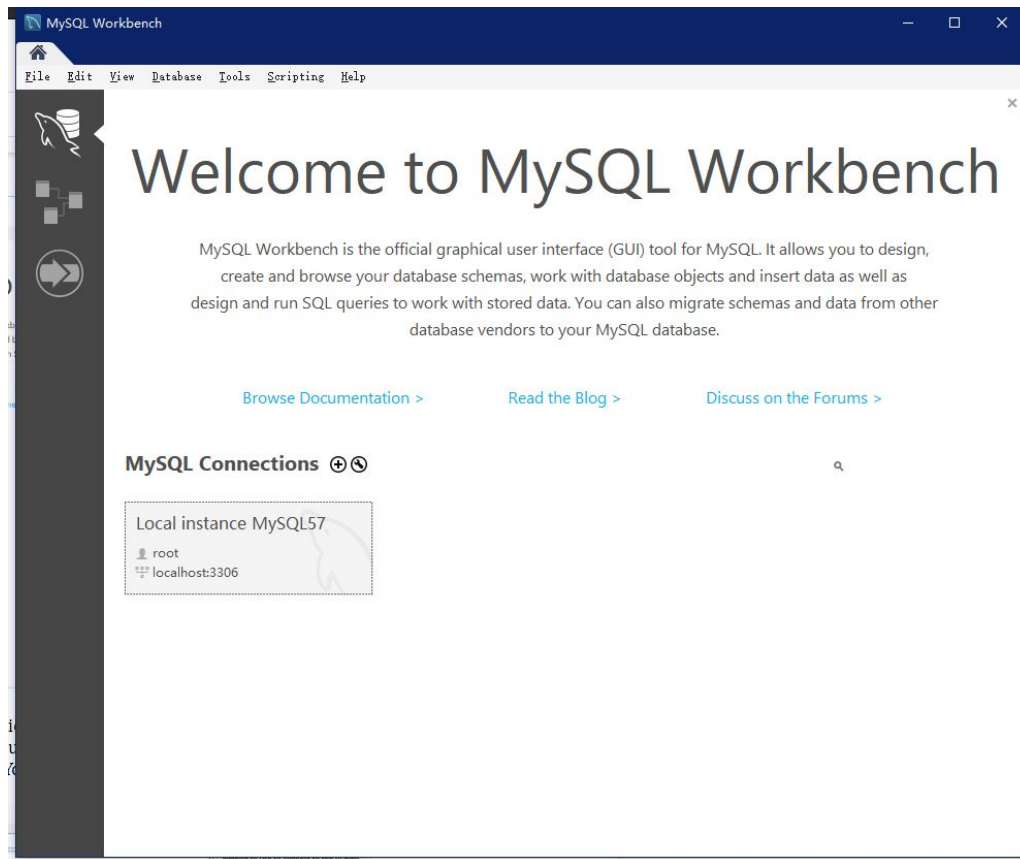 MySQL Workbench
File Edit View Database Tools Scripting Help
Welcome to MySQL Workbench
MySQL Workbench is the official graphical user interface (GUI) tool for MySQL. It allows you to design,
create and browse your database schemas, work with database objects and insert data as well as
design and run SQL queries to work with stored data. You can also migrate schemas and data from other
database vendors to your MySQL database.
Browse Documentation > Read the Blog > Discuss on the Forums >
MySQL Connections
Local instance MySQL57
root
localhost:3306